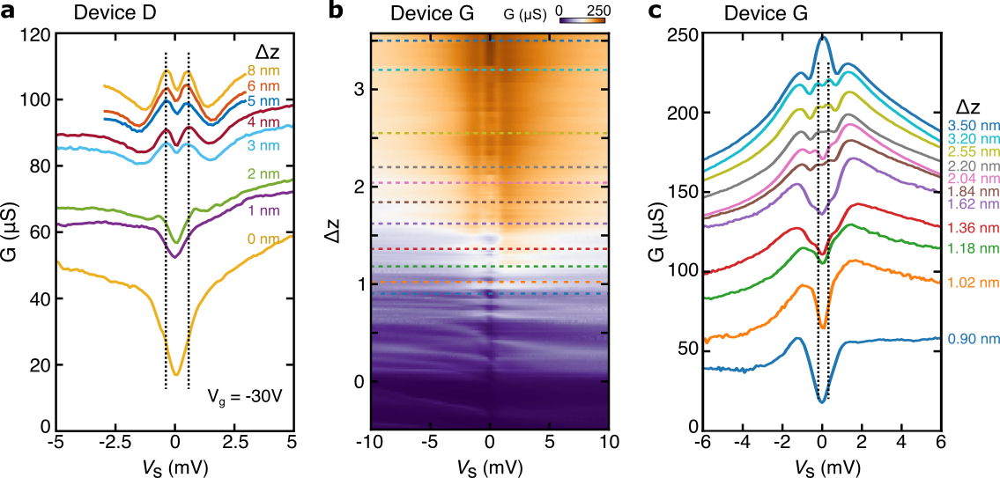 a Device D
Δz
8 nm
6 nm
5 nm
4 nm
3 nm
2 nm
1 nm
0 nm
Vg = -30V
G (µS)
120
100
80
60
40
20
0
-5 -2.5 0 2.5 5
VS (mV)
b Device G
G (µS) 0 250
-10 -5 0 5 10
Δz
3
2
1
0
-10 -5 0 5 10
VS (mV)
c Device G
G (µS)
250
200
150
100
50
0
Δz
3.50 nm
3.20 nm
2.55 nm
2.20 nm
2.04 nm
1.84 nm
1.62 nm
1.36 nm
1.18 nm
1.02 nm
0.90 nm
-6 -4 -2 0 2 4 6
VS (mV)